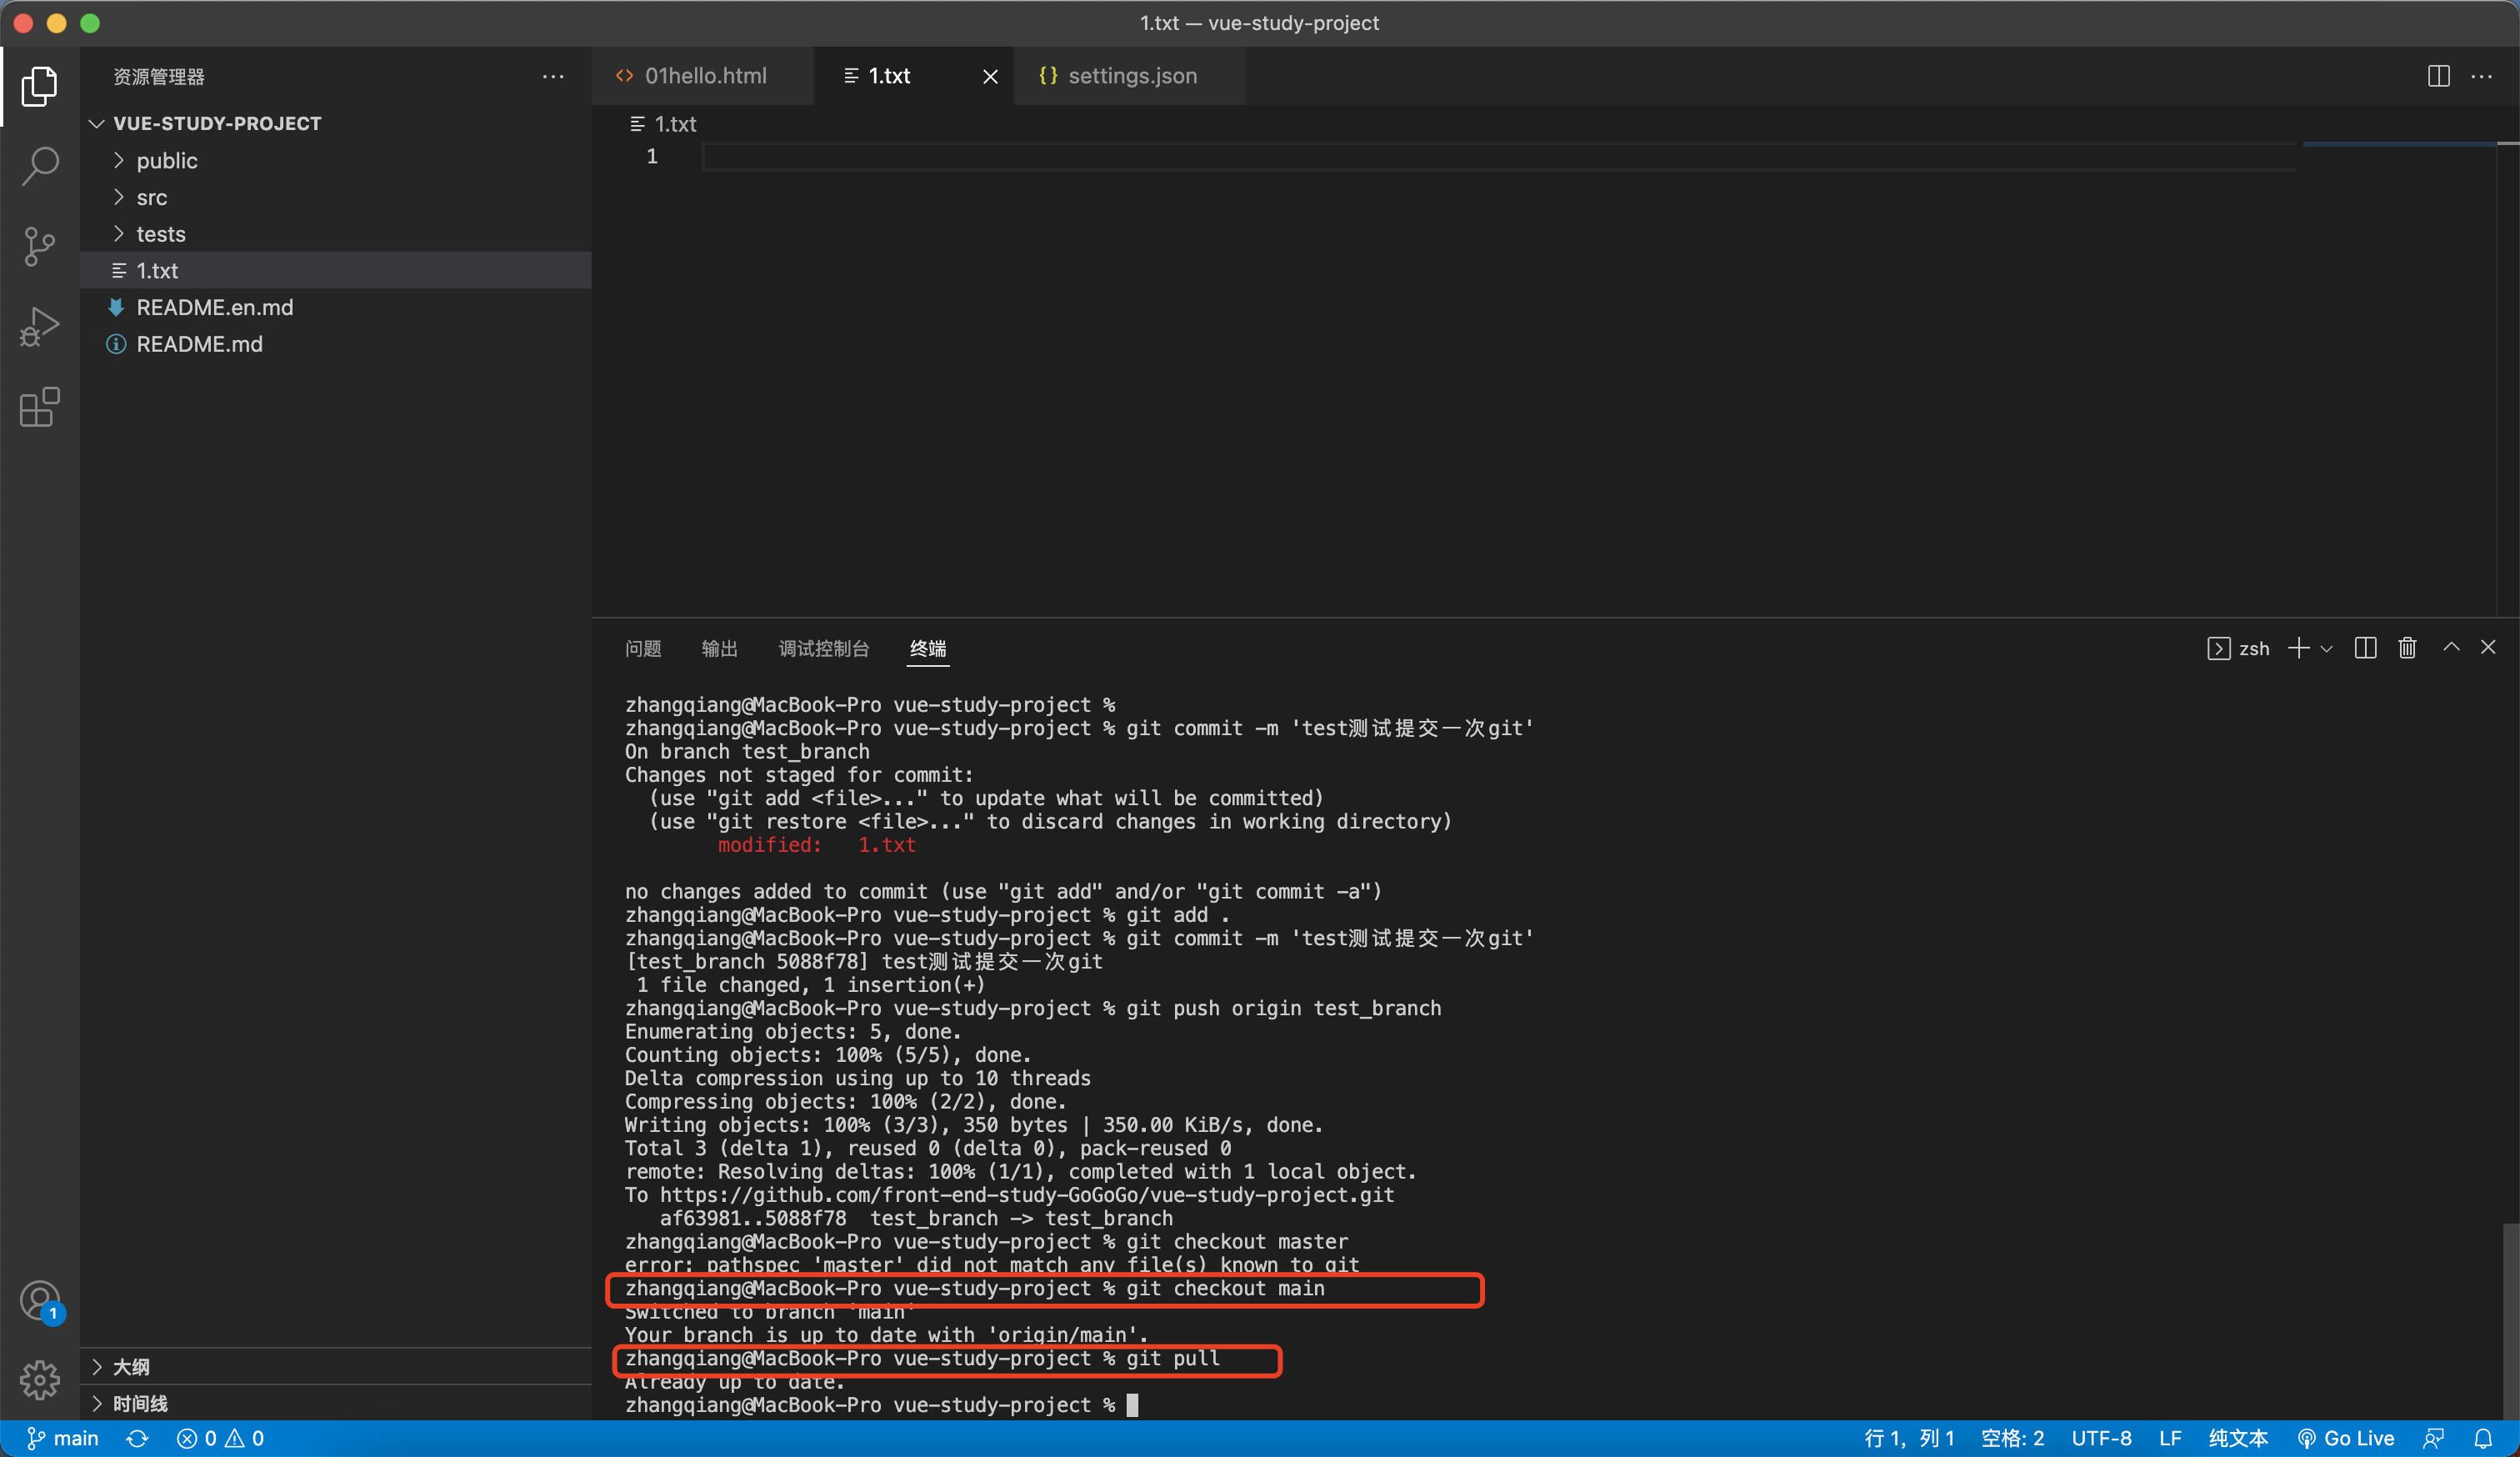 1.txt — vue-study-project
资源管理器
VUE-STUDY-PROJECT
public
src
tests
1.txt
README.en.md
README.md
大纲
时间线
01hello.html
1.txt
settings.json
1.txt
1
问题 输出 调试控制台 终端
zsh
zhangqiang@MacBook-Pro vue-study-project %
zhangqiang@MacBook-Pro vue-study-project % git commit -m 'test测试提交一次git'
On branch test_branch
Changes not staged for commit:
(use "git add <file>..." to update what will be committed)
(use "git restore <file>..." to discard changes in working directory)
modified:   1.txt
no changes added to commit (use "git add" and/or "git commit -a")
zhangqiang@MacBook-Pro vue-study-project % git add .
zhangqiang@MacBook-Pro vue-study-project % git commit -m 'test测试提交一次git'
[test_branch 5088f78] test测试提交一次git
1 file changed, 1 insertion(+)
zhangqiang@MacBook-Pro vue-study-project % git push origin test_branch
Enumerating objects: 5, done.
Counting objects: 100% (5/5), done.
Delta compression using up to 10 threads
Compressing objects: 100% (2/2), done.
Writing objects: 100% (3/3), 350 bytes | 350.00 KiB/s, done.
Total 3 (delta 1), reused 0 (delta 0), pack-reused 0
remote: Resolving deltas: 100% (1/1), completed with 1 local object.
To https://github.com/front-end-study-GoGoGo/vue-study-project.git
af63981..5088f78  test_branch -> test_branch
zhangqiang@MacBook-Pro vue-study-project % git checkout master
error: pathspec 'master' did not match any file(s) known to git
zhangqiang@MacBook-Pro vue-study-project % git checkout main
Switched to branch 'main'
Your branch is up to date with 'origin/main'.
zhangqiang@MacBook-Pro vue-study-project % git pull
Already up to date.
zhangqiang@MacBook-Pro vue-study-project %
1
main 0 0 行 1，列 1 空格: 2 UTF-8 LF 纯文本 Go Live